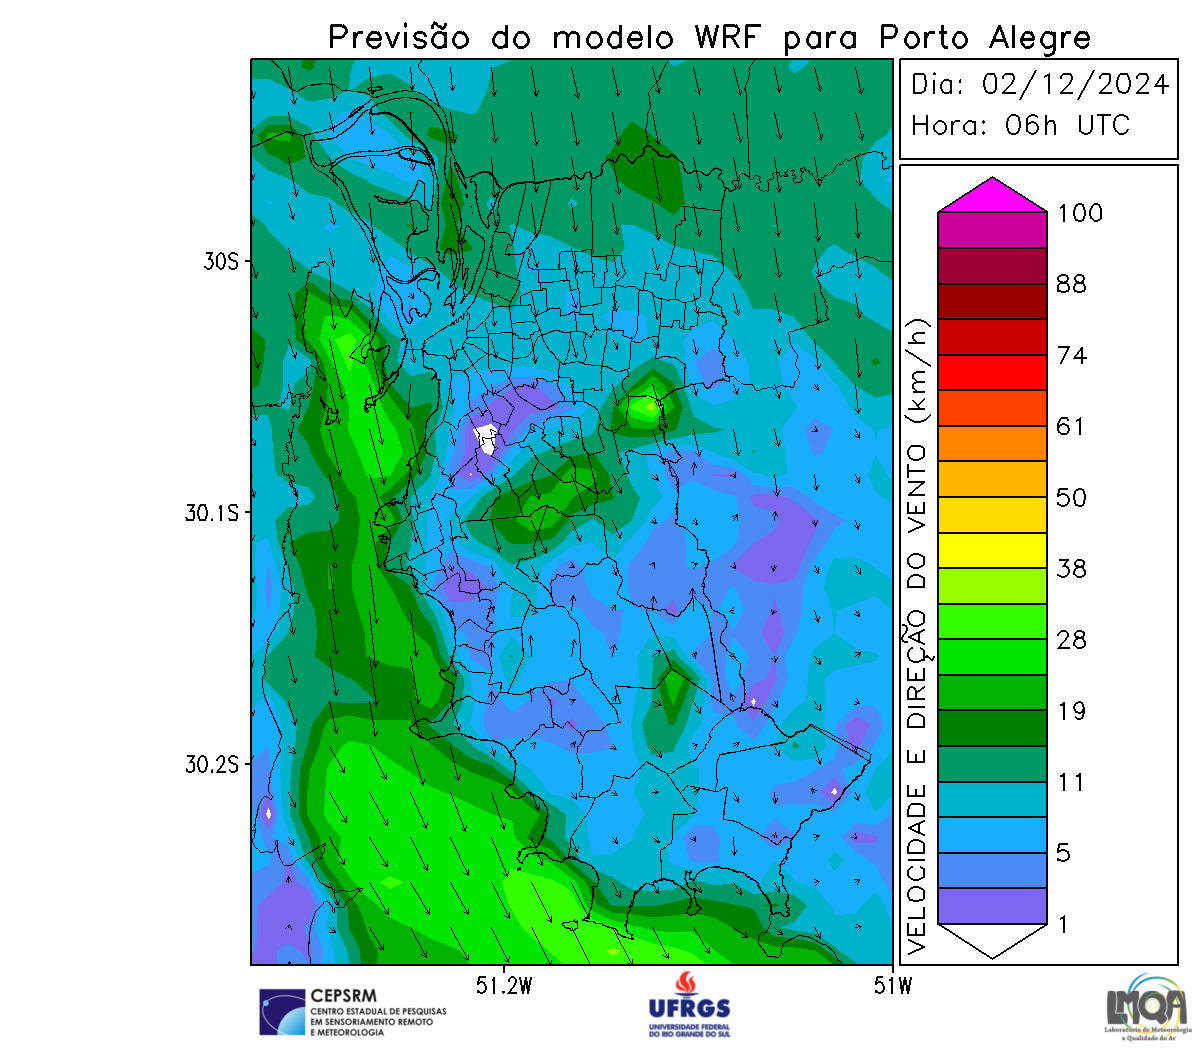 Previsão do modelo WRF para Porto Alegre
Dia: 02/12/2024
Hora: 06h UTC
30S
30.1S
30.2S
51.2W
51W
VELOCIDADE E DIREÇÃO DO VENTO (km/h)
100
88
74
61
50
38
28
19
11
5
1
CEPSRM
CENTRO ESTADUAL DE PESQUISAS
EM SENSORIAMENTO REMOTO
E METEOROLOGIA
UFRGS
UNIVERSIDADE FEDERAL
DO RIO GRANDE DO SUL
LMQA
Laboratório de Meteorologia
e Qualidade do Ar